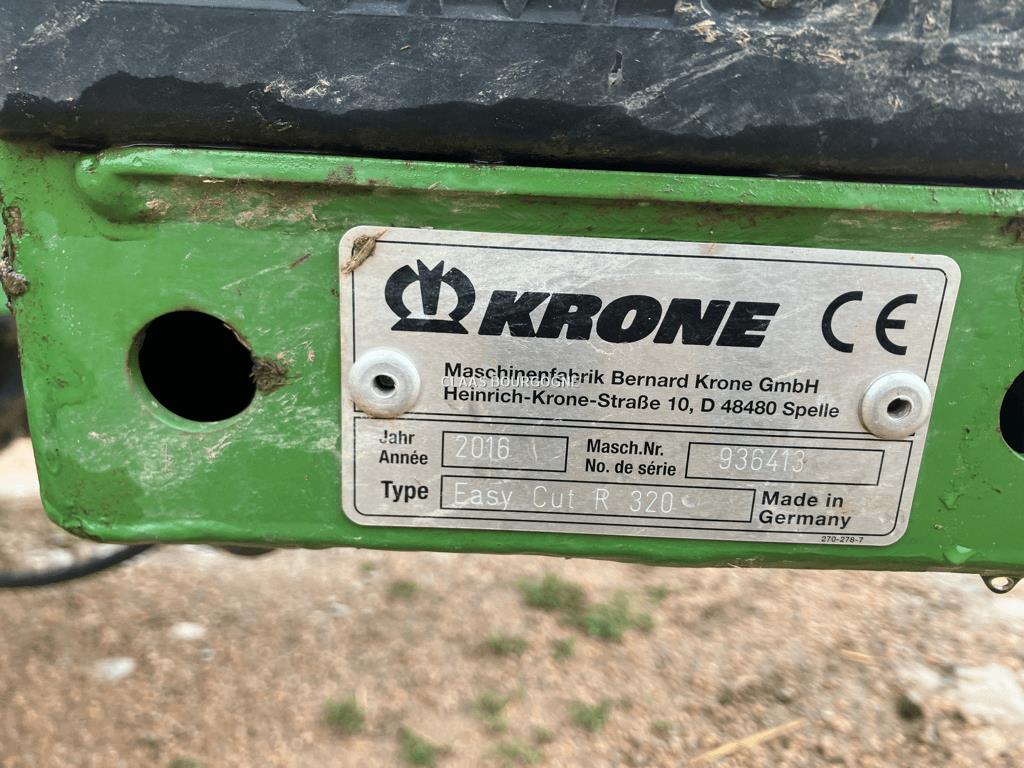 KRONE CE
Maschinenfabrik Bernard Krone GmbH
CLAAS BOURGOGNE
Heinrich-Krone-Straße 10, D 48480 Spelle
Jahr
Année
2016
Masch.Nr.
No. de série
936413
Type Easy Cut R 320
Made in
Germany
270-278-7